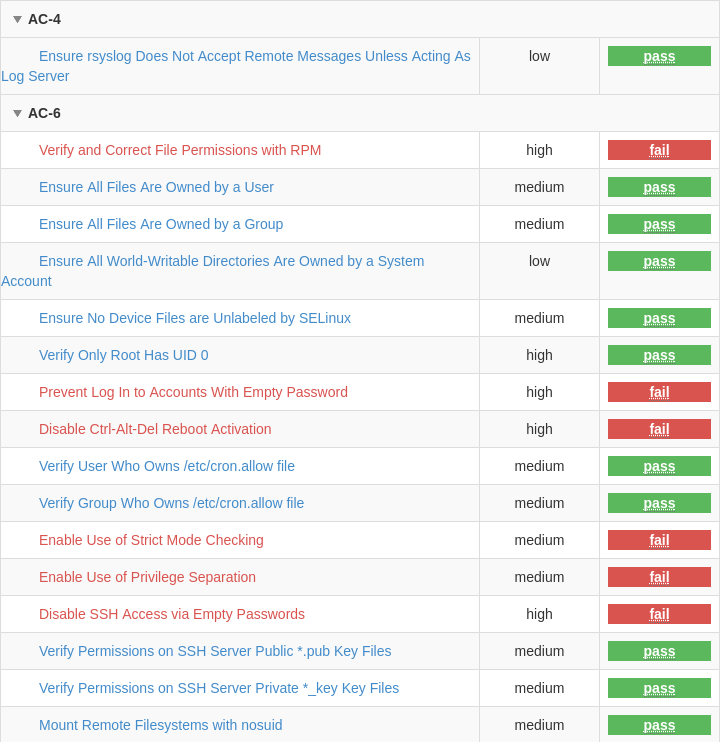 AC-4
Ensure rsyslog Does Not Accept Remote Messages Unless Acting As low pass
Log Server
AC-6
Verify and Correct File Permissions with RPM high fail
Ensure All Files Are Owned by a User medium pass
Ensure All Files Are Owned by a Group medium pass
Ensure All World-Writable Directories Are Owned by a System low pass
Account
Ensure No Device Files are Unlabeled by SELinux medium pass
Verify Only Root Has UID 0 high pass
Prevent Log In to Accounts With Empty Password high fail
Disable Ctrl-Alt-Del Reboot Activation high fail
Verify User Who Owns /etc/cron.allow file medium pass
Verify Group Who Owns /etc/cron.allow file medium pass
Enable Use of Strict Mode Checking medium fail
Enable Use of Privilege Separation medium fail
Disable SSH Access via Empty Passwords high fail
Verify Permissions on SSH Server Public *.pub Key Files medium pass
Verify Permissions on SSH Server Private *_key Key Files medium pass
Mount Remote Filesystems with nosuid medium pass